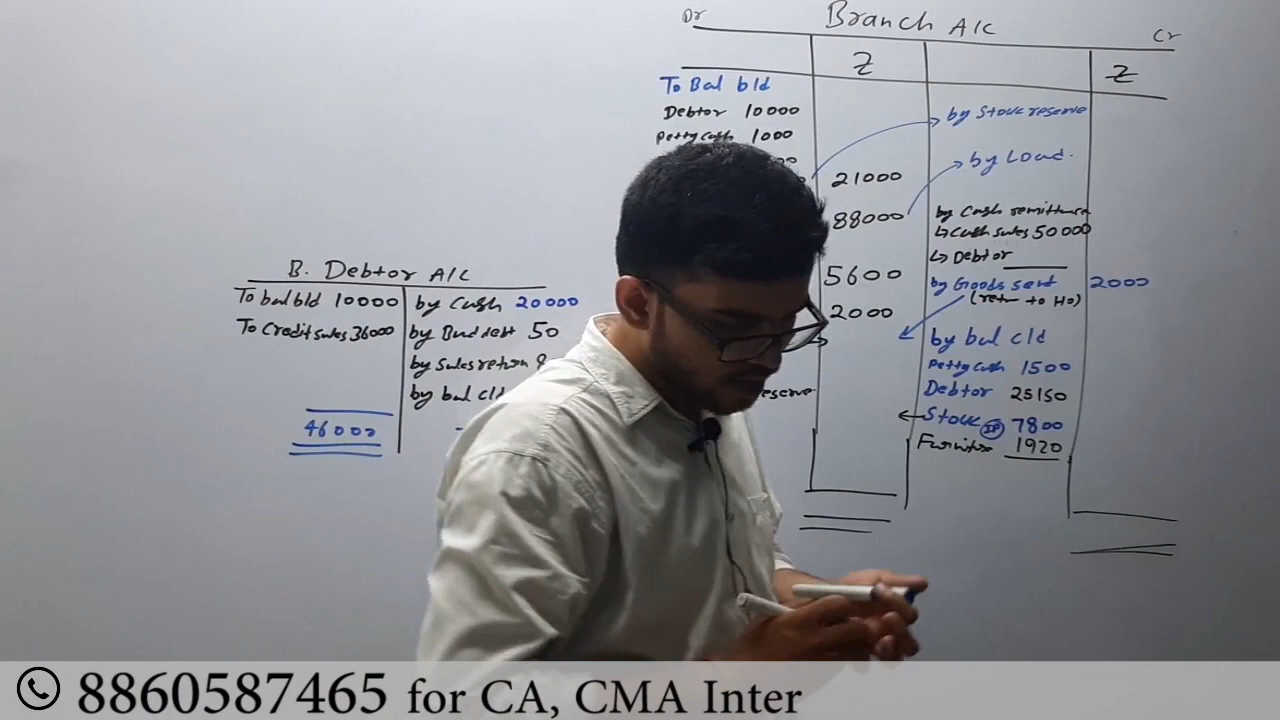 Dr Branch A/C Cr
Z Z
To Bal b/d
Debtor 10000
Petty cash 1000
21000
88000
5600
2000
by Stock reserve
by Load.
by Cash remittance
↳ Cash sales 50000
↳ Debtor
by Goods sent 2000
(return to HO)
by bal c/d
Petty cash 1500
Debtor 25150
Stock IP 7800
Furniture 1920
B. Debtor A/C
To bal b/d 10000 by Cash 20000
To Credit sales 36000 by Bad debt 50
by Sales return
by bal c/d
46000
eserve
8860587465 for CA, CMA Inter